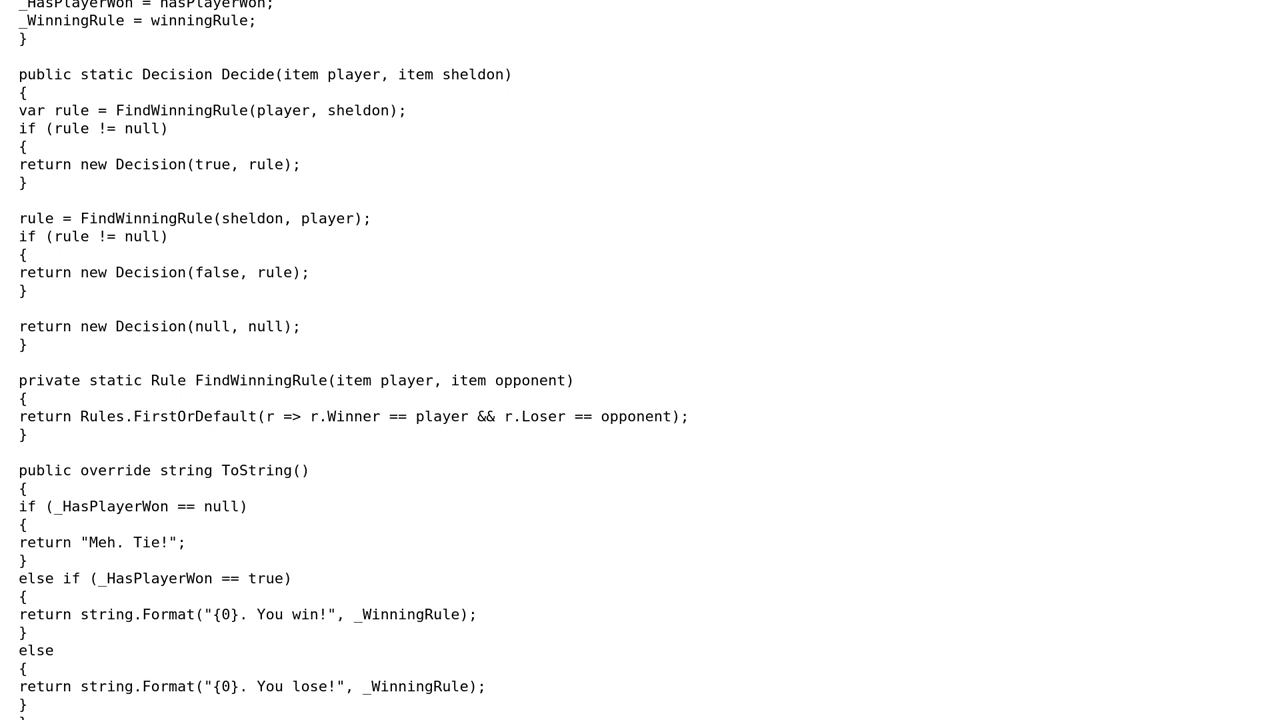 _HasPlayerWon = hasPlayerWon;
_WinningRule = winningRule;
}

public static Decision Decide(item player, item sheldon)
{
var rule = FindWinningRule(player, sheldon);
if (rule != null)
{
return new Decision(true, rule);
}

rule = FindWinningRule(sheldon, player);
if (rule != null)
{
return new Decision(false, rule);
}

return new Decision(null, null);
}

private static Rule FindWinningRule(item player, item opponent)
{
return Rules.FirstOrDefault(r => r.Winner == player && r.Loser == opponent);
}

public override string ToString()
{
if (_HasPlayerWon == null)
{
return "Meh. Tie!";
}
else if (_HasPlayerWon == true)
{
return string.Format("{0}. You win!", _WinningRule);
}
else
{
return string.Format("{0}. You lose!", _WinningRule);
}
}